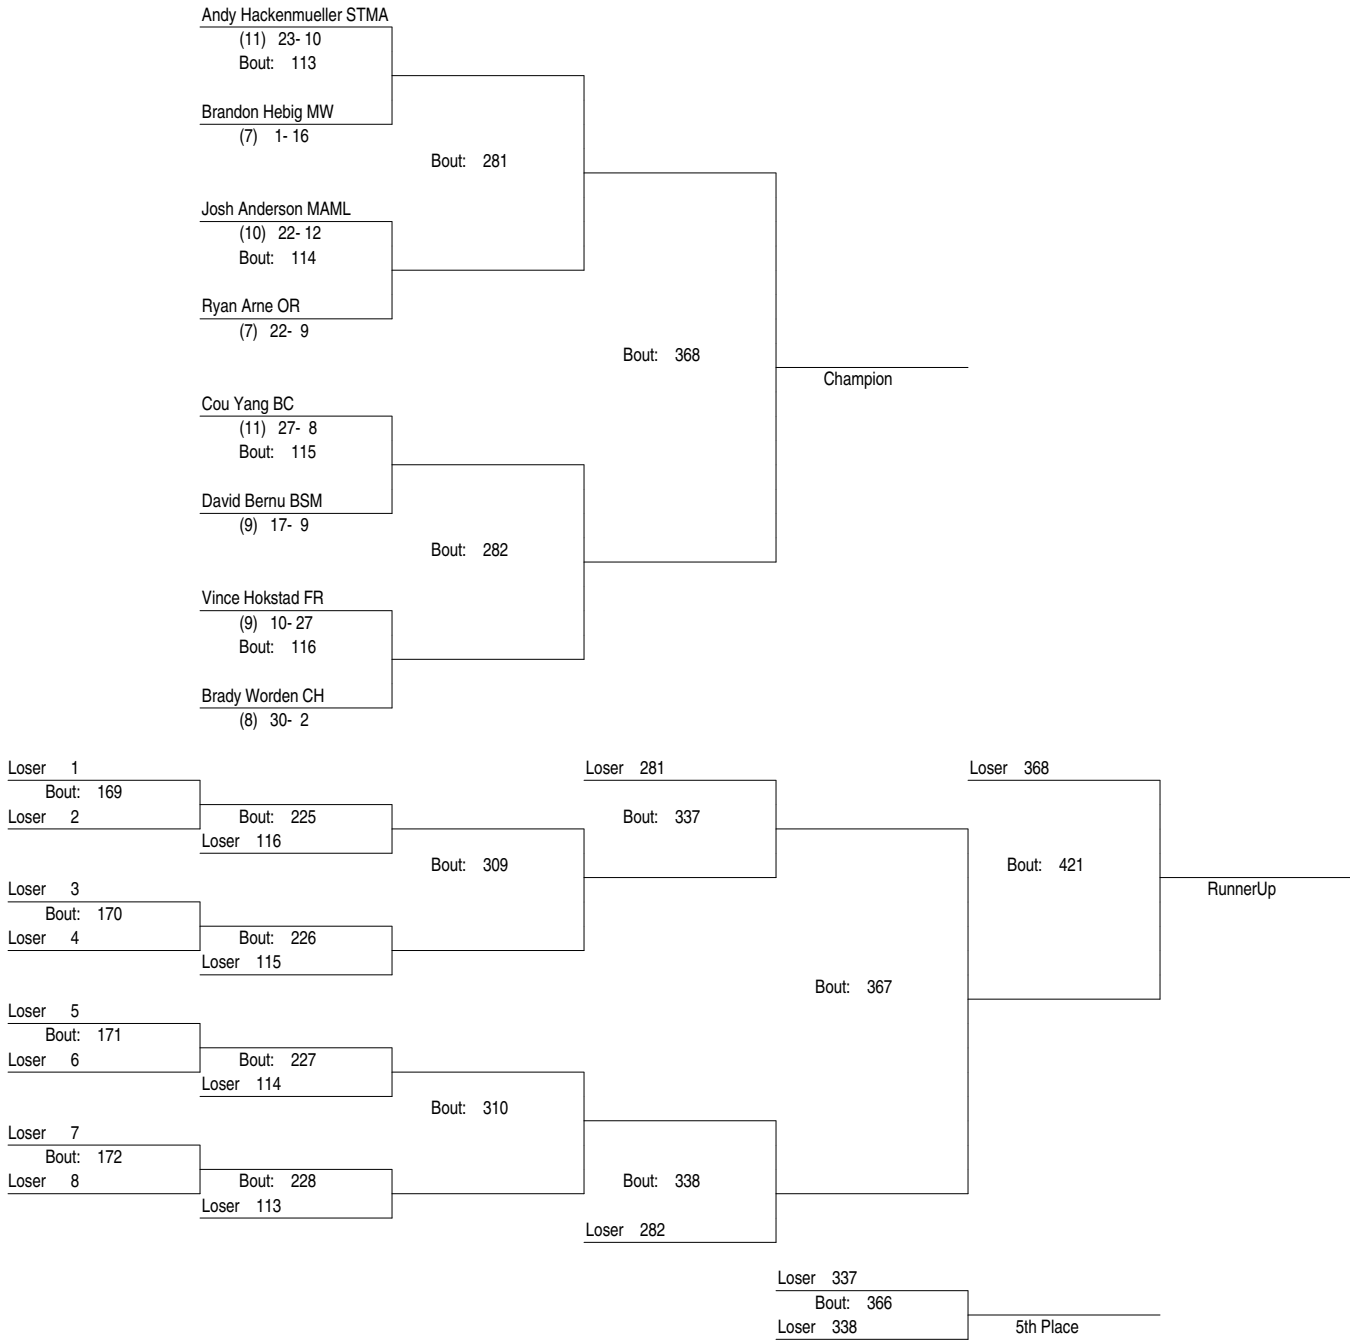 Andy Hackenmueller STMA
(11) 23- 10
Bout: 113
Brandon Hebig MW
(7) 1- 16
Bout: 281
Josh Anderson MAML
(10) 22- 12
Bout: 114
Ryan Arne OR
(7) 22- 9
Bout: 368
Champion
Cou Yang BC
(11) 27- 8
Bout: 115
David Bernu BSM
(9) 17- 9
Bout: 282
Vince Hokstad FR
(9) 10- 27
Bout: 116
Brady Worden CH
(8) 30- 2
Loser 1
Bout: 169
Loser 2
Bout: 225
Loser 116
Bout: 309
Loser 3
Bout: 170
Loser 4
Bout: 226
Loser 115
Loser 281
Bout: 337
Loser 368
Bout: 421
RunnerUp
Bout: 367
Loser 5
Bout: 171
Loser 6
Bout: 227
Loser 114
Bout: 310
Loser 7
Bout: 172
Loser 8
Bout: 228
Loser 113
Bout: 338
Loser 282
Loser 337
Bout: 366
Loser 338
5th Place